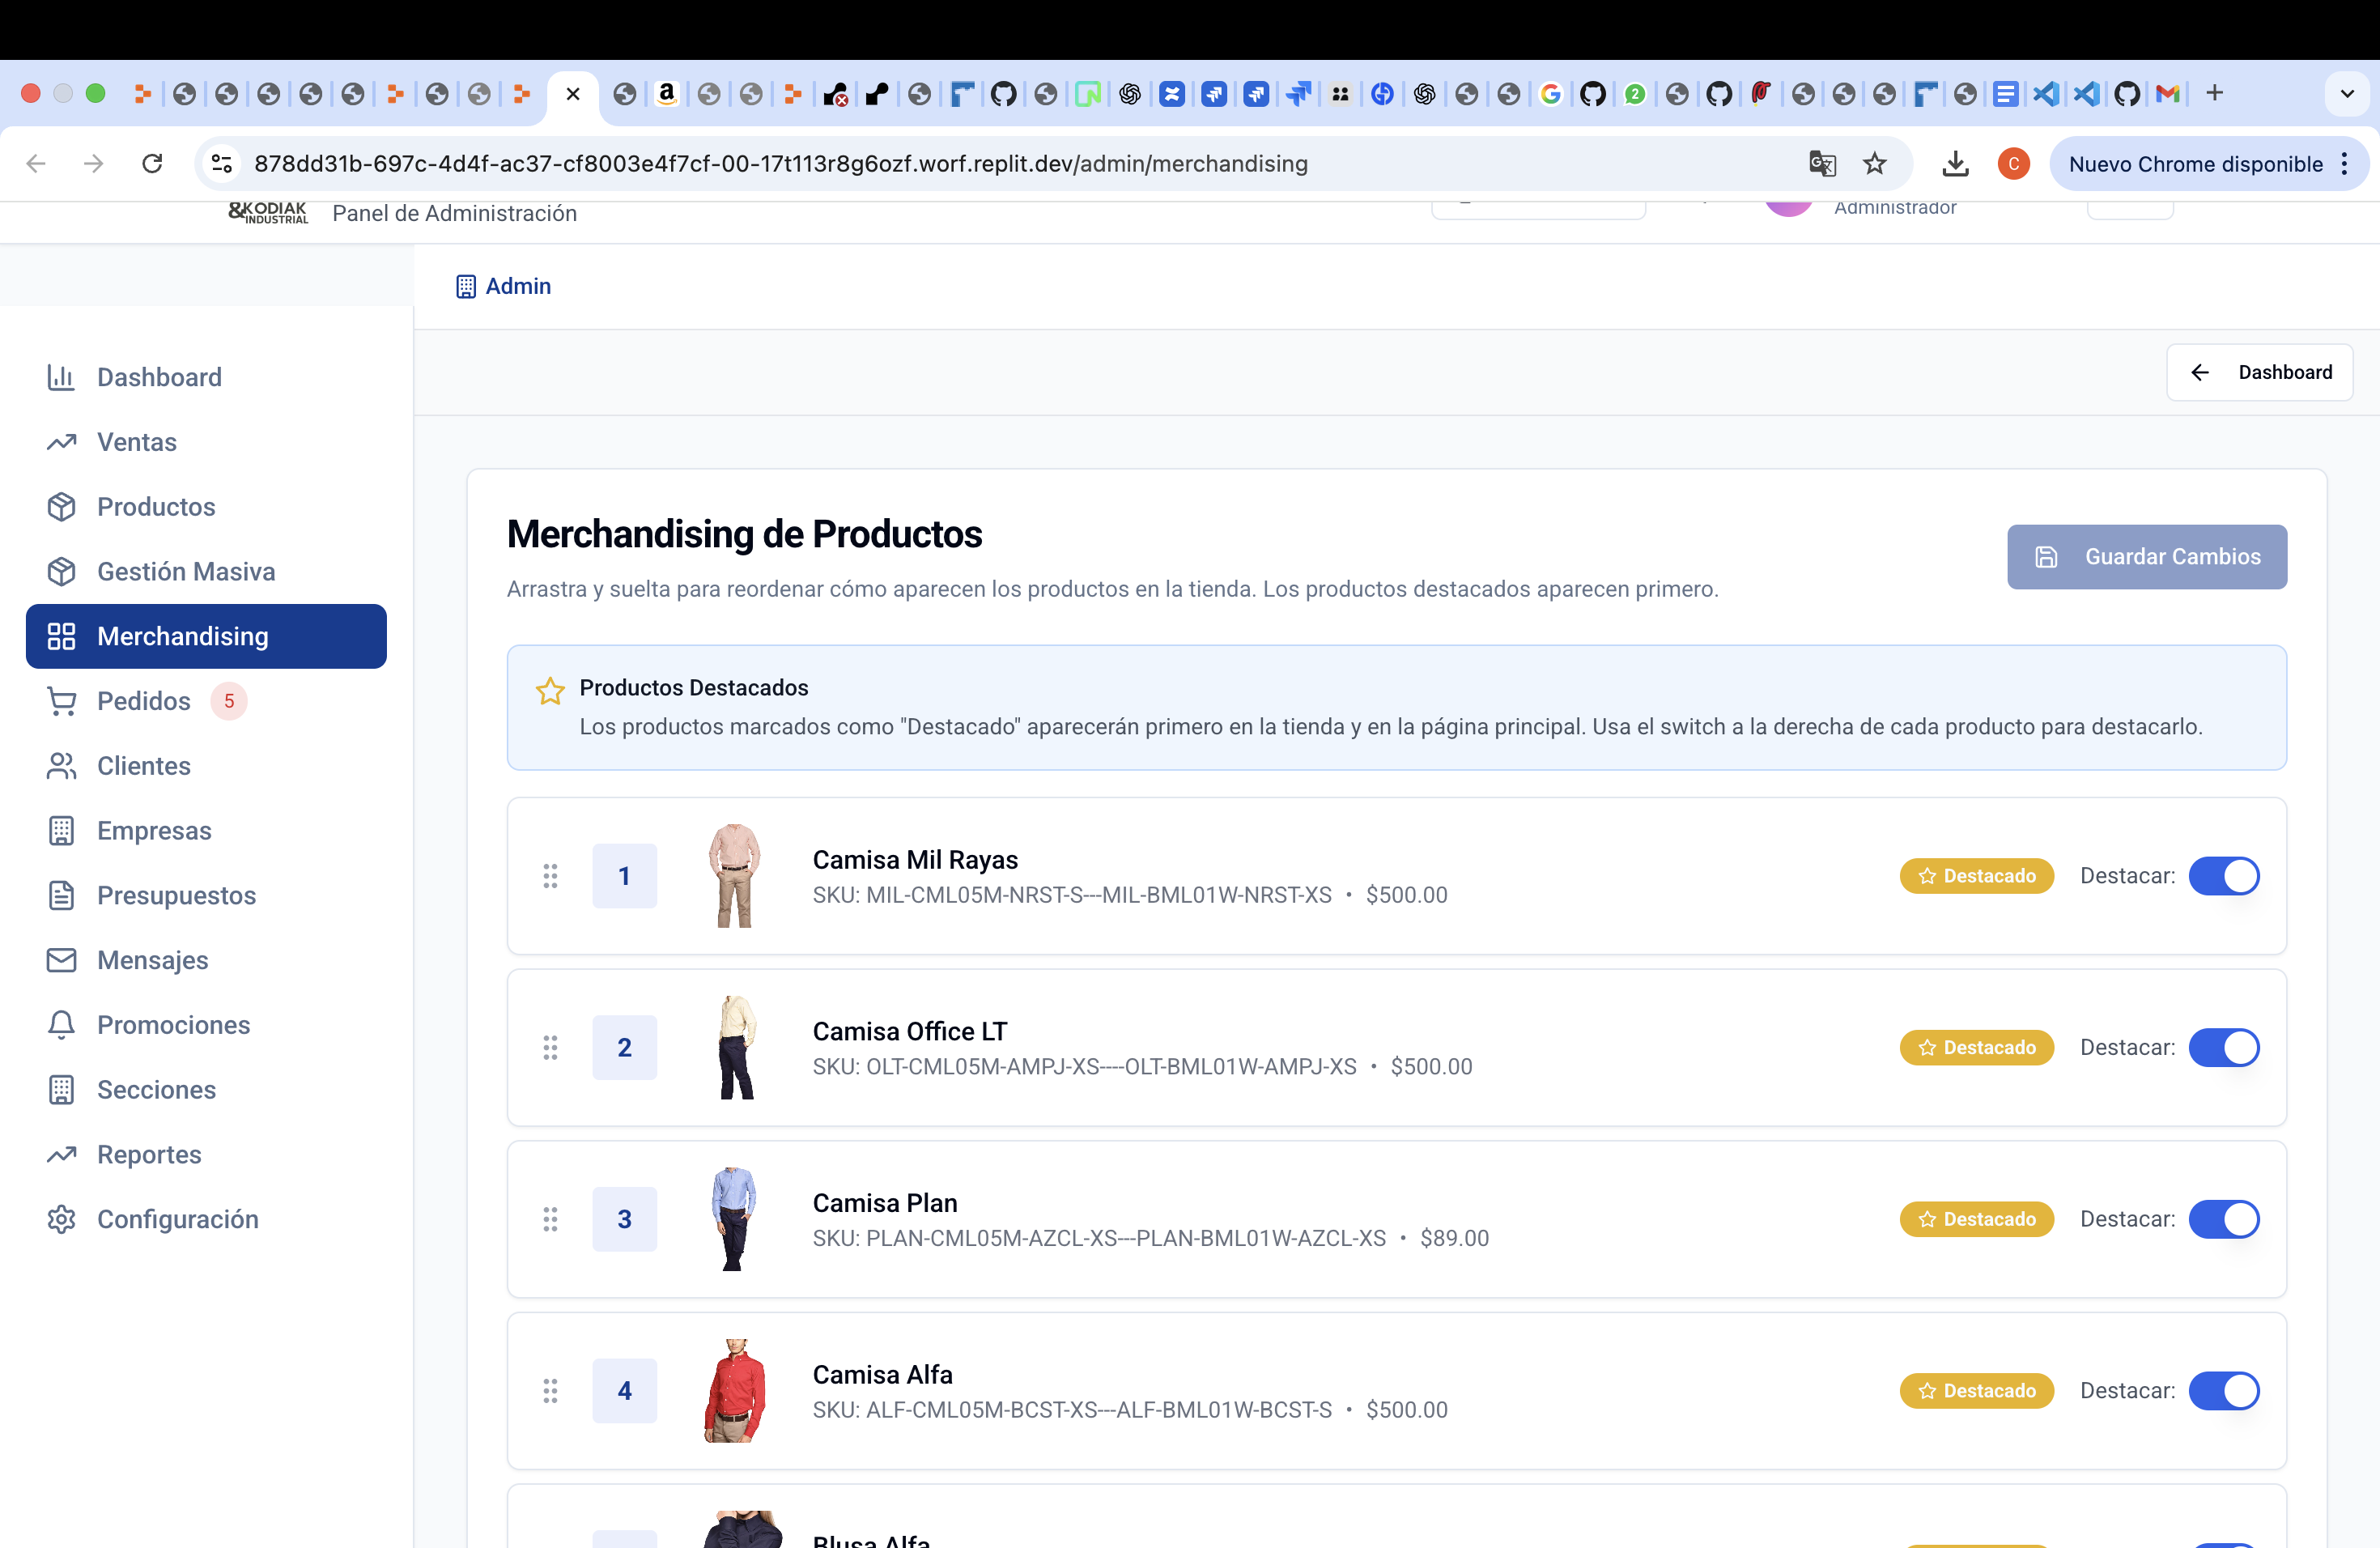 2
878dd31b-697c-4d4f-ac37-cf8003e4f7cf-00-17t113r8g6ozf.worf.replit.dev/admin/merchandising
C
Nuevo Chrome disponible
&KODIAK
INDUSTRIAL
Panel de Administración
Administrador
Admin
Dashboard
Dashboard
Ventas
Productos
Gestión Masiva
Merchandising
Pedidos 5
Clientes
Empresas
Presupuestos
Mensajes
Promociones
Secciones
Reportes
Configuración
Merchandising de Productos
Arrastra y suelta para reordenar cómo aparecen los productos en la tienda. Los productos destacados aparecen primero.
Guardar Cambios
Productos Destacados
Los productos marcados como "Destacado" aparecerán primero en la tienda y en la página principal. Usa el switch a la derecha de cada producto para destacarlo.
1
Camisa Mil Rayas
SKU: MIL-CML05M-NRST-S---MIL-BML01W-NRST-XS • $500.00
Destacado Destacar:
2
Camisa Office LT
SKU: OLT-CML05M-AMPJ-XS----OLT-BML01W-AMPJ-XS • $500.00
Destacado Destacar:
3
Camisa Plan
SKU: PLAN-CML05M-AZCL-XS---PLAN-BML01W-AZCL-XS • $89.00
Destacado Destacar:
4
Camisa Alfa
SKU: ALF-CML05M-BCST-XS---ALF-BML01W-BCST-S • $500.00
Destacado Destacar:
Blusa Alfa